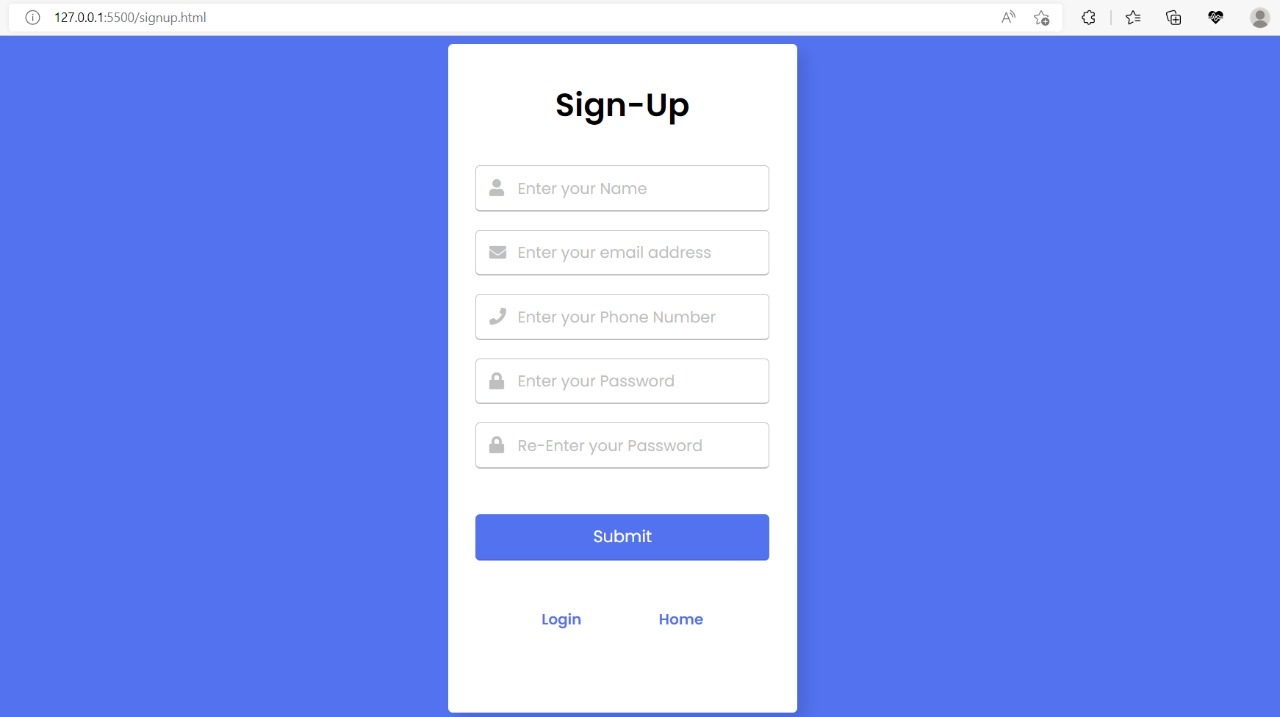 127.0.0.1:5500/signup.html
Sign-Up
Enter your Name
Enter your email address
Enter your Phone Number
Enter your Password
Re-Enter your Password
Submit
Login Home